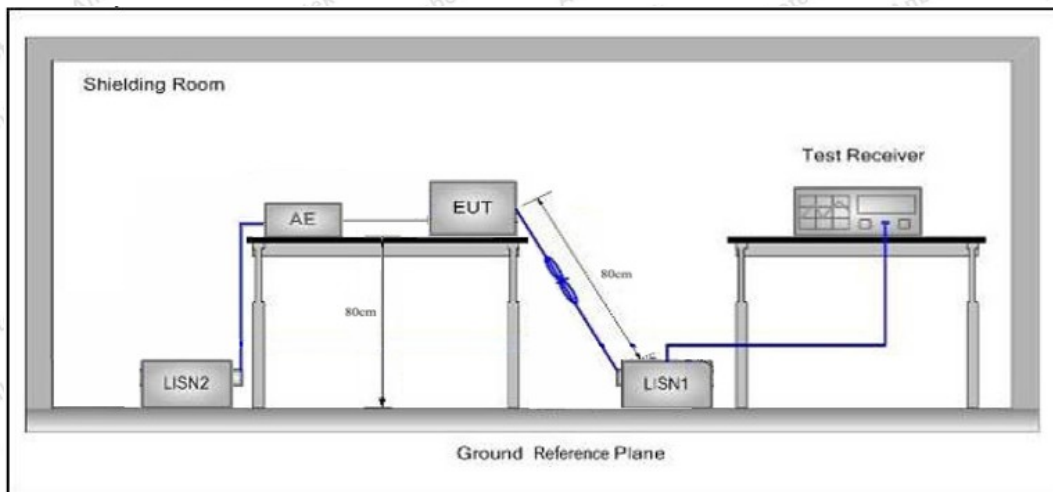 Shielding Room
Test Receiver
AE
EUT
80cm
80cm
LISN2
LISN1
Ground Reference Plane